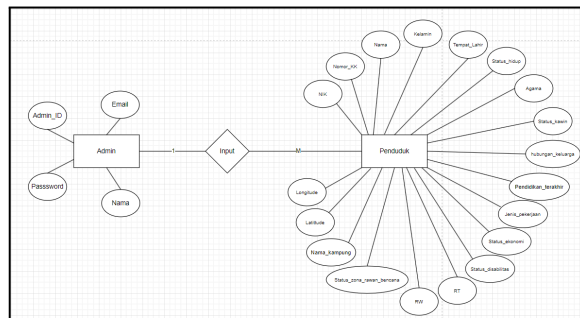 Kelamin
Nama
Tempat_Lahir
Nomor_KK
Status_hidup
NIK
Agama
Email
Admin_ID
Status_kawin
Admin
1
Input
M
Penduduk
hubungan_keluarga
Passsword
Pendidikan_terakhir
Nama
Longitude
Jenis_pekerjaan
Latitude
Status_ekonomi
Nama_kampung
Status_disabilitas
Status_zona_rawan_bencana
RT
RW